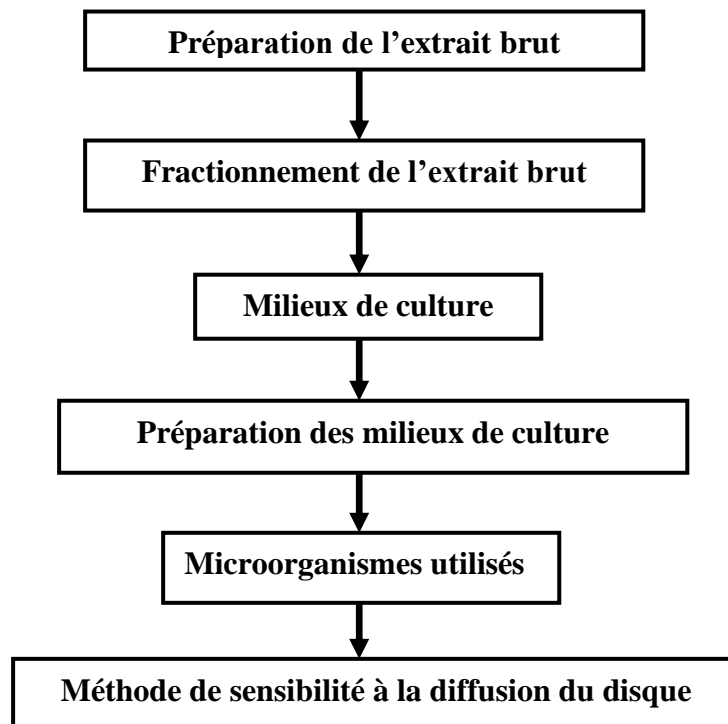 Préparation de l’extrait brut
Fractionnement de l’extrait brut
Milieux de culture
Préparation des milieux de culture
Microorganismes utilisés
Méthode de sensibilité à la diffusion du disque